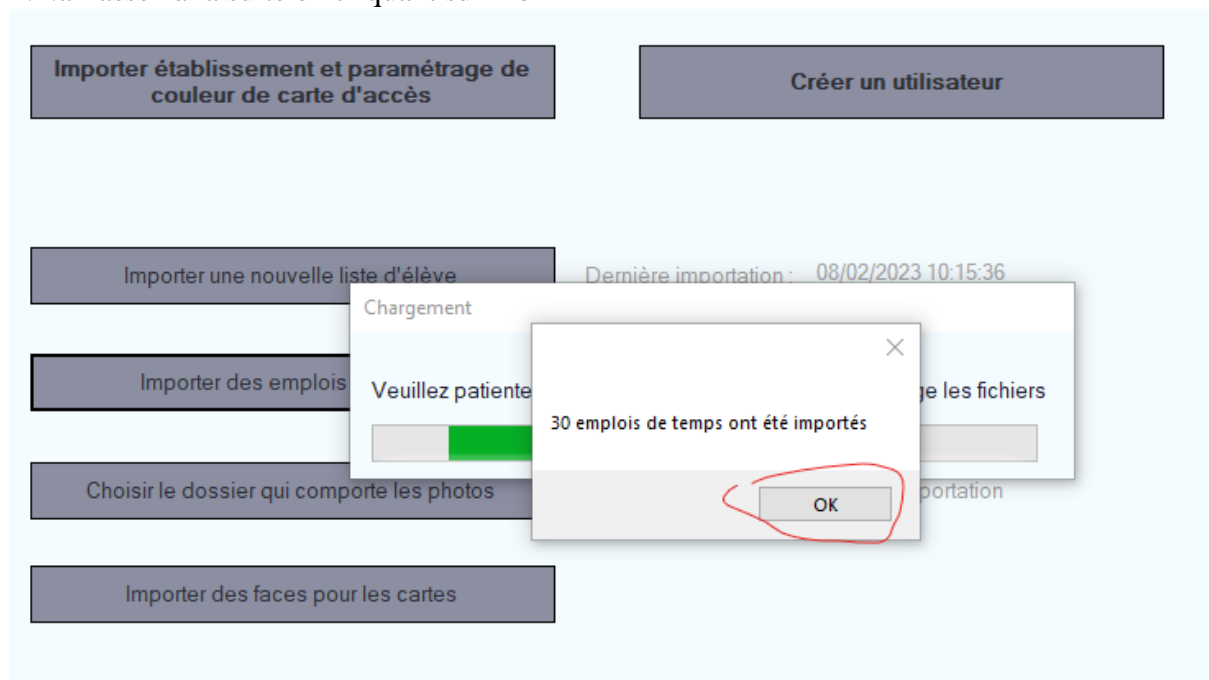 Importer établissement et paramétrage de
couleur de carte d'accès
Créer un utilisateur
Importer une nouvelle liste d'élève
Dernière importation : 08/02/2023 10:15:36
Chargement
Importer des emplois
Veuillez patiente
les fichiers
30 emplois de temps ont été importés
Choisir le dossier qui comporte les photos
OK
Importer des faces pour les cartes